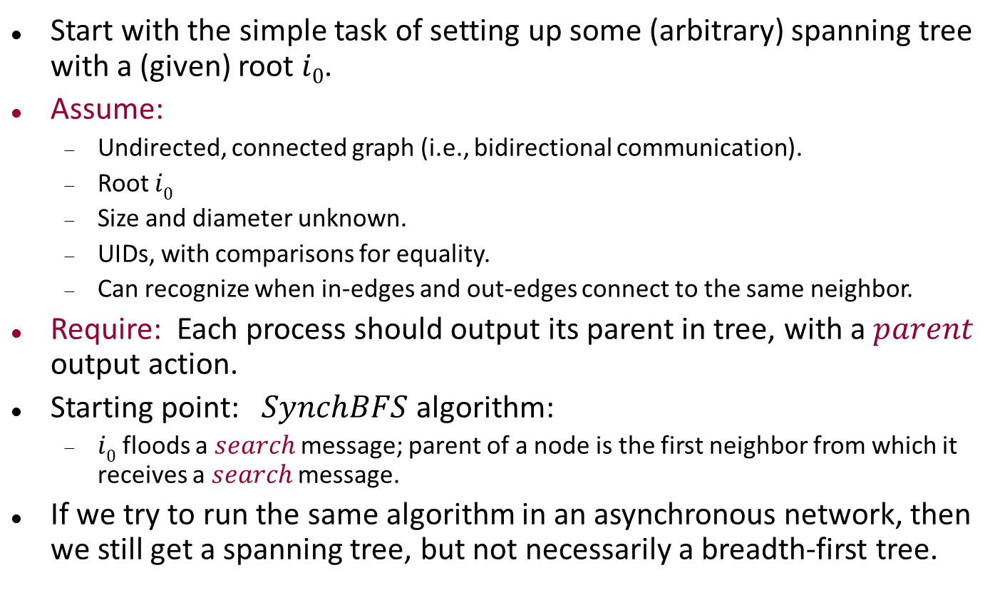 • Start with the simple task of setting up some (arbitrary) spanning tree
with a (given) root 𝑖₀.
• Assume:
– Undirected, connected graph (i.e., bidirectional communication).
– Root 𝑖₀
– Size and diameter unknown.
– UIDs, with comparisons for equality.
– Can recognize when in-edges and out-edges connect to the same neighbor.
• Require: Each process should output its parent in tree, with a 𝑝𝑎𝑟𝑒𝑛𝑡
output action.
• Starting point: 𝑆𝑦𝑛𝑐ℎ𝐵𝐹𝑆 algorithm:
– 𝑖₀ floods a 𝑠𝑒𝑎𝑟𝑐ℎ message; parent of a node is the first neighbor from which it
receives a 𝑠𝑒𝑎𝑟𝑐ℎ message.
• If we try to run the same algorithm in an asynchronous network, then
we still get a spanning tree, but not necessarily a breadth-first tree.